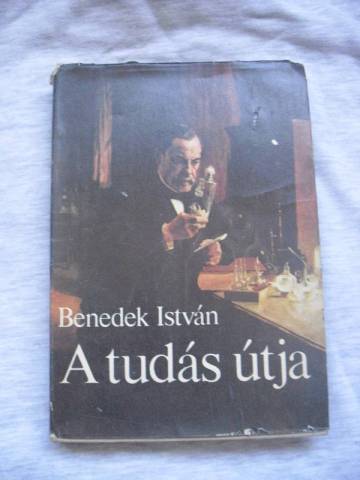 Benedek István
A tudás útja